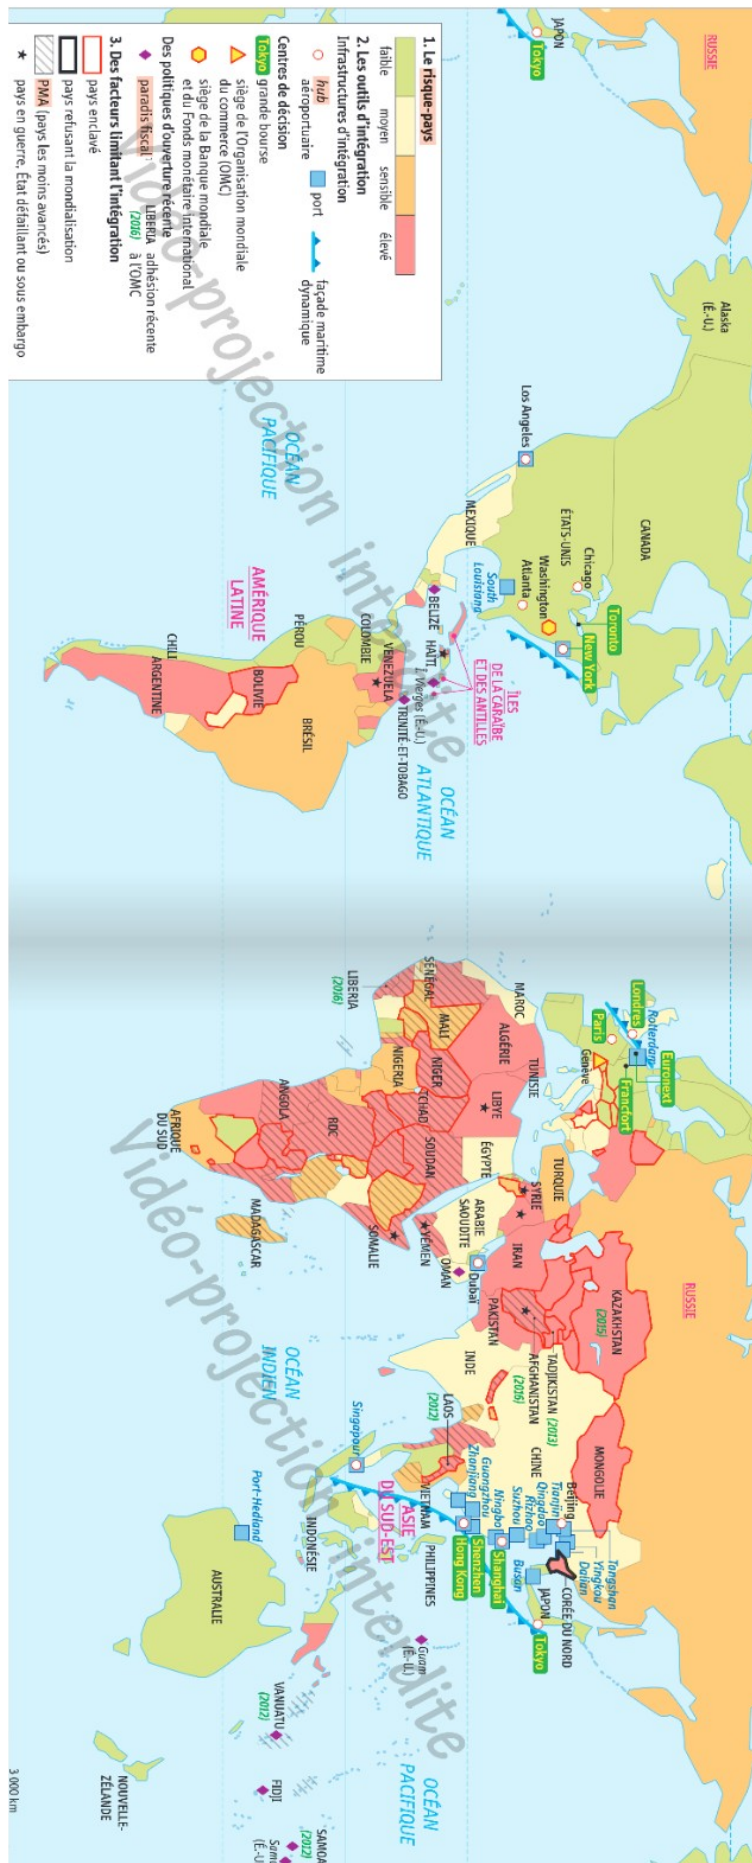 1. Le risque-pays
faible
moyen
sensible
élevé
2. Les outils d'intégration
Infrastructures d'intégration
hub
aéroportuaire
port
façade maritime
dynamique
Centres de décision
Tokyo grande bourse
siège de l'Organisation mondiale
du commerce (OMC)
siège de la Banque mondiale
et du Fonds monétaire international
Des politiques d'ouverture récente
paradis fiscal
LIBERIA adhésion récente
(2016) à l'OMC
3. Des facteurs limitant l'intégration
pays enclavé
pays refusant la mondialisation
PMA (pays les moins avancés)
pays en guerre, État défaillant ou sous embargo
RUSSIE
JAPON
Tokyo
Alaska
(É.-U.)
CANADA
ÉTATS-UNIS
Los Angeles
Chicago
Toronto
New York
Washington
Atlanta
South
Louisiana
MEXIQUE
BELIZE
HAÏTI
I. Vierges (É.-U.)
ÎLES
DE LA CARAÏBE
ET DES ANTILLES
TRINITÉ-ET-TOBAGO
VENEZUELA
COLOMBIE
PÉROU
BRÉSIL
BOLIVIE
CHILI
ARGENTINE
AMÉRIQUE
LATINE
OCÉAN
PACIFIQUE
OCÉAN
ATLANTIQUE
Londres
Rotterdam
Euronext
Paris
Francfort
Genève
MAROC
ALGÉRIE
TUNISIE
LIBYE
ÉGYPTE
SÉNÉGAL
MALI
NIGER
TCHAD
SOUDAN
LIBERIA
(2016)
NIGERIA
RDC
ANGOLA
SOMALIE
AFRIQUE
DU SUD
MADAGASCAR
TURQUIE
SYRIE
ARABIE
SAOUDITE
YÉMEN
OMAN
Dubaï
IRAN
PAKISTAN
RUSSIE
KAZAKHSTAN
(2015)
TADJIKISTAN (2013)
AFGHANISTAN
(2016)
MONGOLIE
CHINE
INDE
LAOS
(2012)
VIETNAM
Beijing
Tianjin
Qingdao
Rizhao
Suzhou
Ningbo
Guangzhou
Zhanjiang
Tongshan
Yingkou
Dalian
CORÉE DU NORD
JAPON
Busan
Tokyo
Shanghaï
Shenzhen
Hong Kong
PHILIPPINES
ASIE
DU SUD-EST
Singapour
INDONÉSIE
OCÉAN
INDIEN
Port-Hedland
AUSTRALIE
Guam
(É.-U.)
VANUATU
(2012)
FIDJI
SAMOA
(2012)
NOUVELLE-
ZÉLANDE
OCÉAN
PACIFIQUE
3 000 km
Vidéo-projection interdite
Vidéo-projection interdite